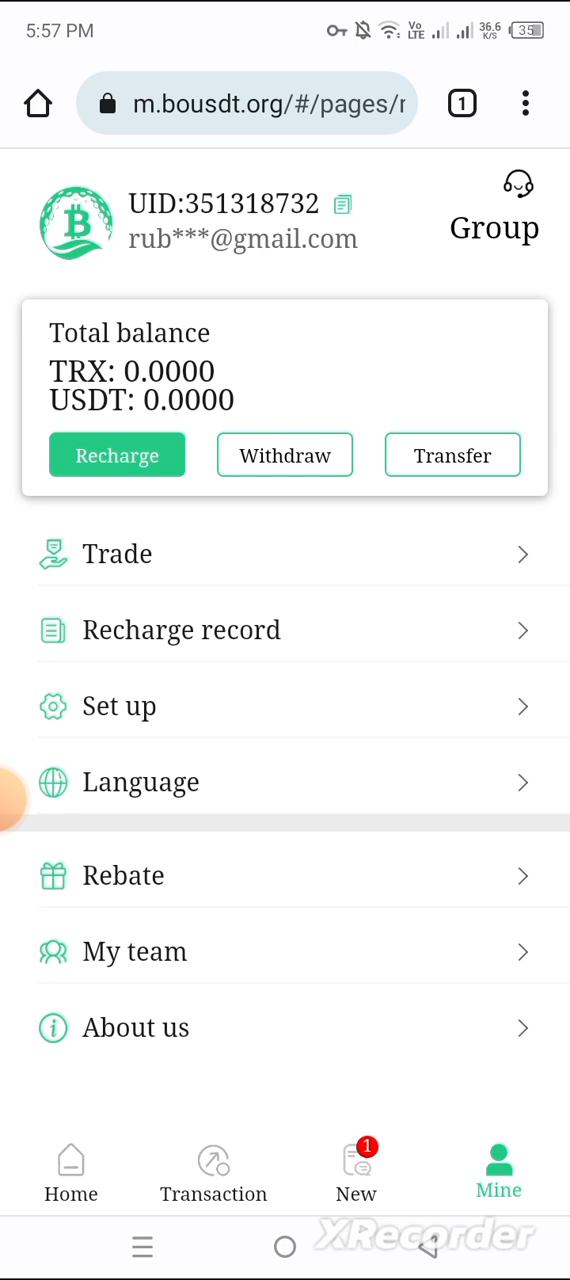 5:57 PM
Vo LTE
36.6 K/S
35
m.bousdt.org/#/pages/r
1
UID:351318732
rub***@gmail.com
Group
Total balance
TRX: 0.0000
USDT: 0.0000
Recharge Withdraw Transfer
Trade
Recharge record
Set up
Language
Rebate
My team
About us
1
Home Transaction New Mine
XRecorder